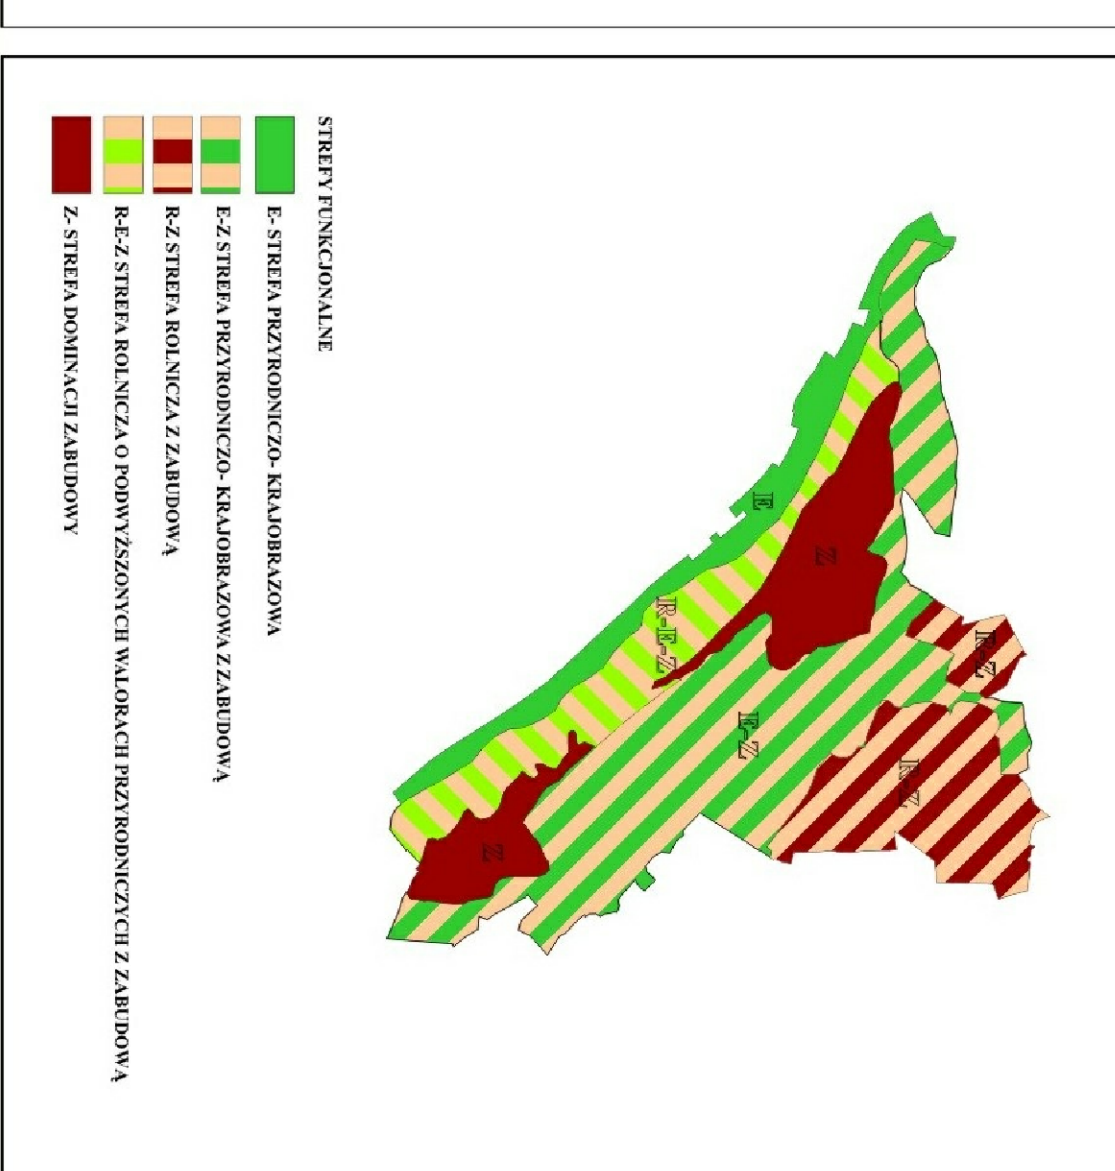 STREFY FUNKCJONALNE
E- STREFA PRZYRODNICZO- KRAJOBRAZOWA
E-Z STREFA PRZYRODNICZO- KRAJOBRAZOWA Z ZABUDOWĄ
R-Z STREFA ROLNICZA Z ZABUDOWĄ
R-E-Z STREFA ROLNICZA O PODWYŻSZONYCH WALORACH PRZYRODNICZYCH Z ZABUDOWĄ
Z- STREFA DOMINACJI ZABUDOWY
R-Z
R-Z
Z
E
E-Z
R-E-Z
Z